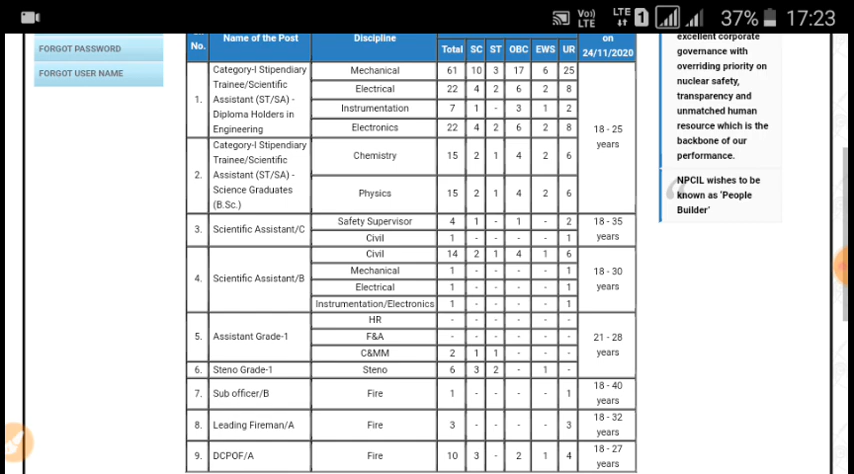 LTE 1 37% 17:23
Vo) LTE
FORGOT PASSWORD
FORGOT USER NAME
No. Name of the Post Discipline on 24/11/2020
Total SC ST OBC EWS UR
1. Category-I Stipendiary Trainee/Scientific Assistant (ST/SA) - Diploma Holders in Engineering
Mechanical 61 10 3 17 6 25
Electrical 22 4 2 6 2 8
Instrumentation 7 1 - 3 1 2
Electronics 22 4 2 6 2 8
18 - 25 years
2. Category-I Stipendiary Trainee/Scientific Assistant (ST/SA) - Science Graduates (B.Sc.)
Chemistry 15 2 1 4 2 6
Physics 15 2 1 4 2 6
3. Scientific Assistant/C
Safety Supervisor 4 1 - 1 - 2
Civil 1 - - - - 1
18 - 35 years
4. Scientific Assistant/B
Civil 14 2 1 4 1 6
Mechanical 1 - - - - 1
Electrical 1 - - - - 1
Instrumentation/Electronics 1 - - - - 1
18 - 30 years
5. Assistant Grade-1
HR - - - - - -
F&A - - - - - -
C&MM 2 1 1 - - -
21 - 28 years
6. Steno Grade-1 Steno 6 3 2 - 1 -
7. Sub officer/B Fire 1 - - - - 1 18 - 40 years
8. Leading Fireman/A Fire 3 - - - - 3 18 - 32 years
9. DCPOF/A Fire 10 3 - 2 1 4 18 - 27 years
excellent corporate
governance with
overriding priority on
nuclear safety,
transparency and
unmatched human
resource which is the
backbone of our
performance.
NPCIL wishes to be
known as ‘People
Builder’